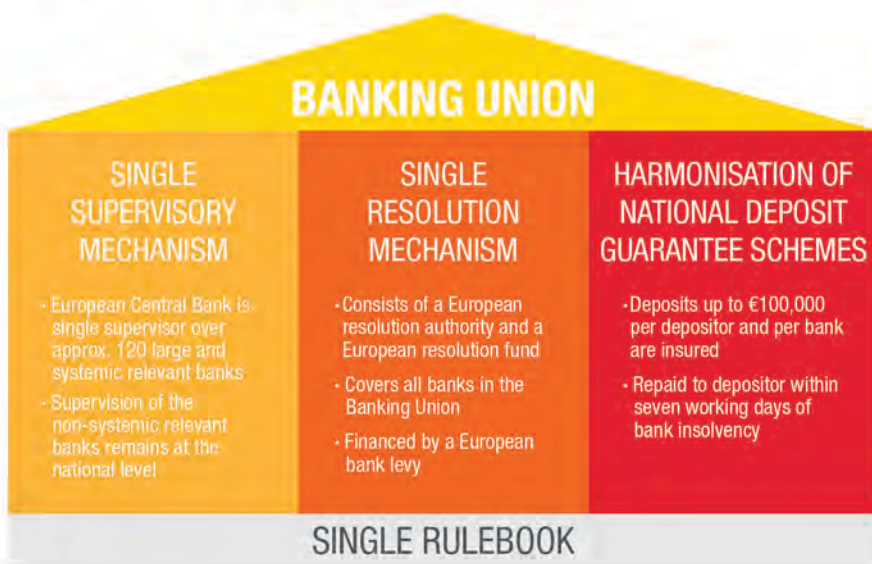 BANKING UNION
SINGLE
SUPERVISORY
MECHANISM
· European Central Bank is
single supervisor over
approx. 120 large and
systemic relevant banks
· Supervision of the
non-systemic relevant
banks remains at the
national level
SINGLE
RESOLUTION
MECHANISM
· Consists of a European
resolution authority and a
European resolution fund
· Covers all banks in the
Banking Union
· Financed by a European
bank levy
HARMONISATION OF
NATIONAL DEPOSIT
GUARANTEE SCHEMES
· Deposits up to €100,000
per depositor and per bank
are insured
· Repaid to depositor within
seven working days of
bank insolvency
SINGLE RULEBOOK